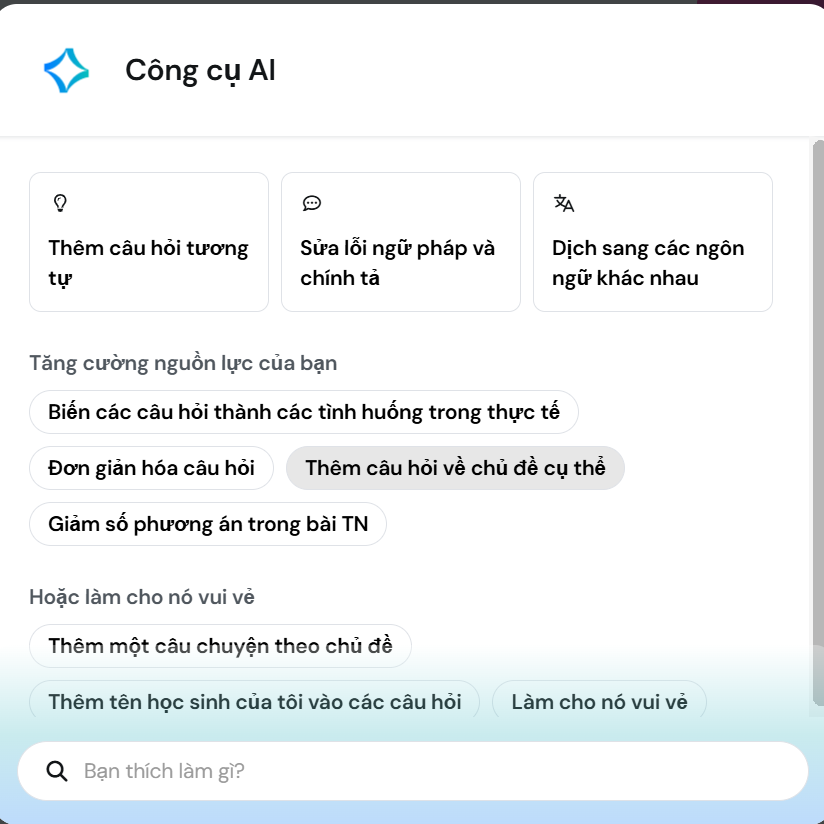 Công cụ AI
Thêm câu hỏi tương
tự
Sửa lỗi ngữ pháp và
chính tả
Dịch sang các ngôn
ngữ khác nhau
Tăng cường nguồn lực của bạn
Biến các câu hỏi thành các tình huống trong thực tế
Đơn giản hóa câu hỏi
Thêm câu hỏi về chủ đề cụ thể
Giảm số phương án trong bài TN
Hoặc làm cho nó vui vẻ
Thêm một câu chuyện theo chủ đề
Thêm tên học sinh của tôi vào các câu hỏi
Làm cho nó vui vẻ
Bạn thích làm gì?